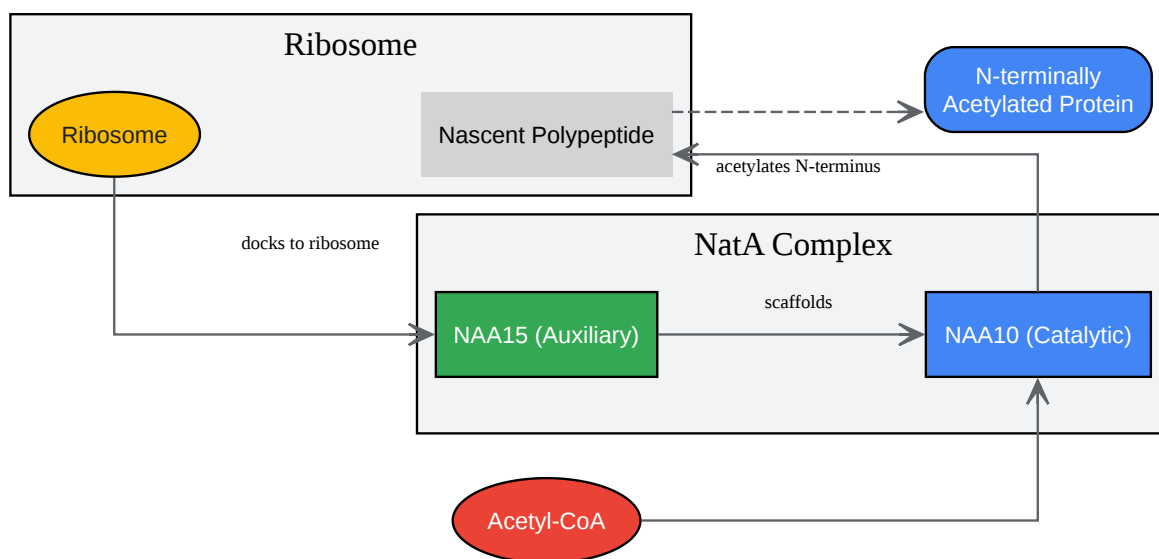 Ribosome
N-terminally
Acetylated Protein
Ribosome
Nascent Polypeptide
acetylates N-terminus
docks to ribosome
NatA Complex
scaffolds
NAA15 (Auxiliary)
NAA10 (Catalytic)
Acetyl-CoA